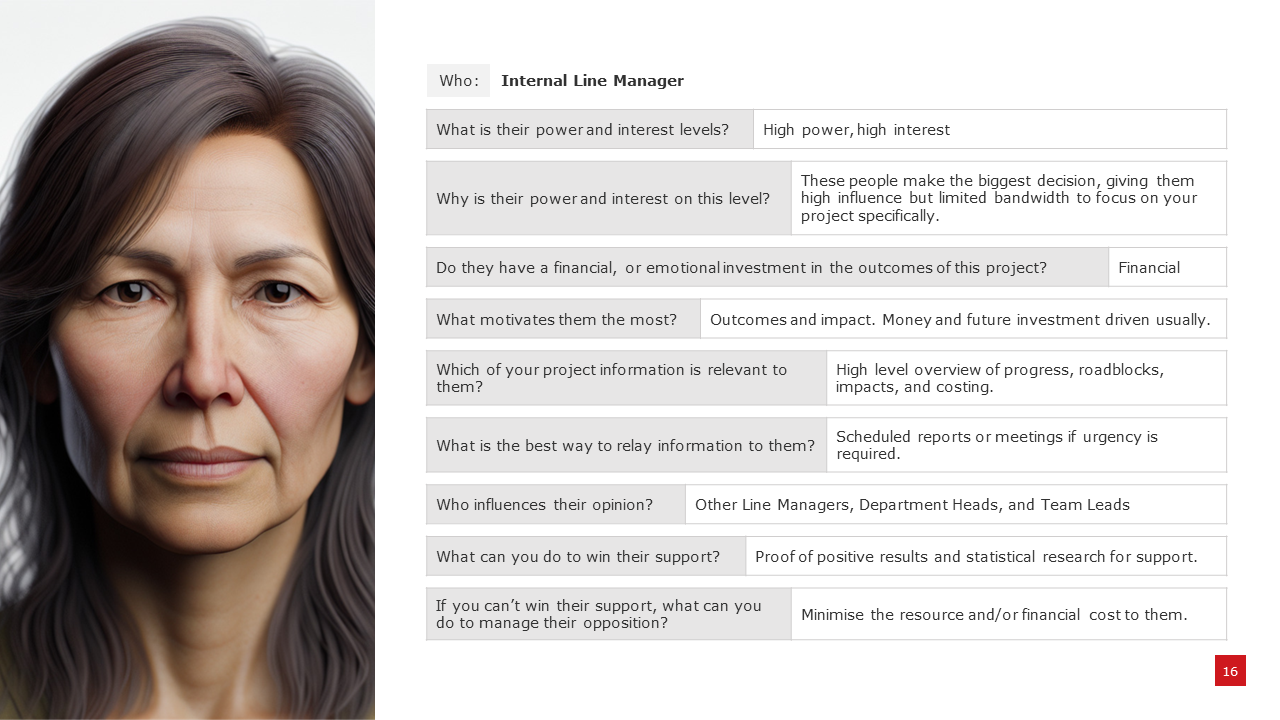 Who: Internal Line Manager
What is their power and interest levels? High power, high interest
Why is their power and interest on this level?
These people make the biggest decision, giving them
high influence but limited bandwidth to focus on your
project specifically.
Do they have a financial, or emotional investment in the outcomes of this project? Financial
What motivates them the most? Outcomes and impact. Money and future investment driven usually.
Which of your project information is relevant to
them?
High level overview of progress, roadblocks,
impacts, and costing.
What is the best way to relay information to them?
Scheduled reports or meetings if urgency is
required.
Who influences their opinion? Other Line Managers, Department Heads, and Team Leads
What can you do to win their support? Proof of positive results and statistical research for support.
If you can’t win their support, what can you
do to manage their opposition?
Minimise the resource and/or financial cost to them.
16